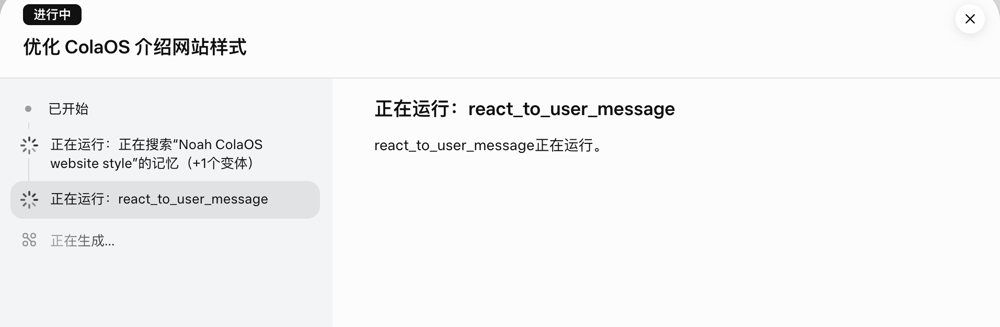 进行中
优化 ColaOS 介绍网站样式
已开始
正在运行：正在搜索“Noah ColaOS
website style”的记忆（+1个变体）
正在运行：react_to_user_message
正在生成...
正在运行：react_to_user_message
react_to_user_message正在运行。